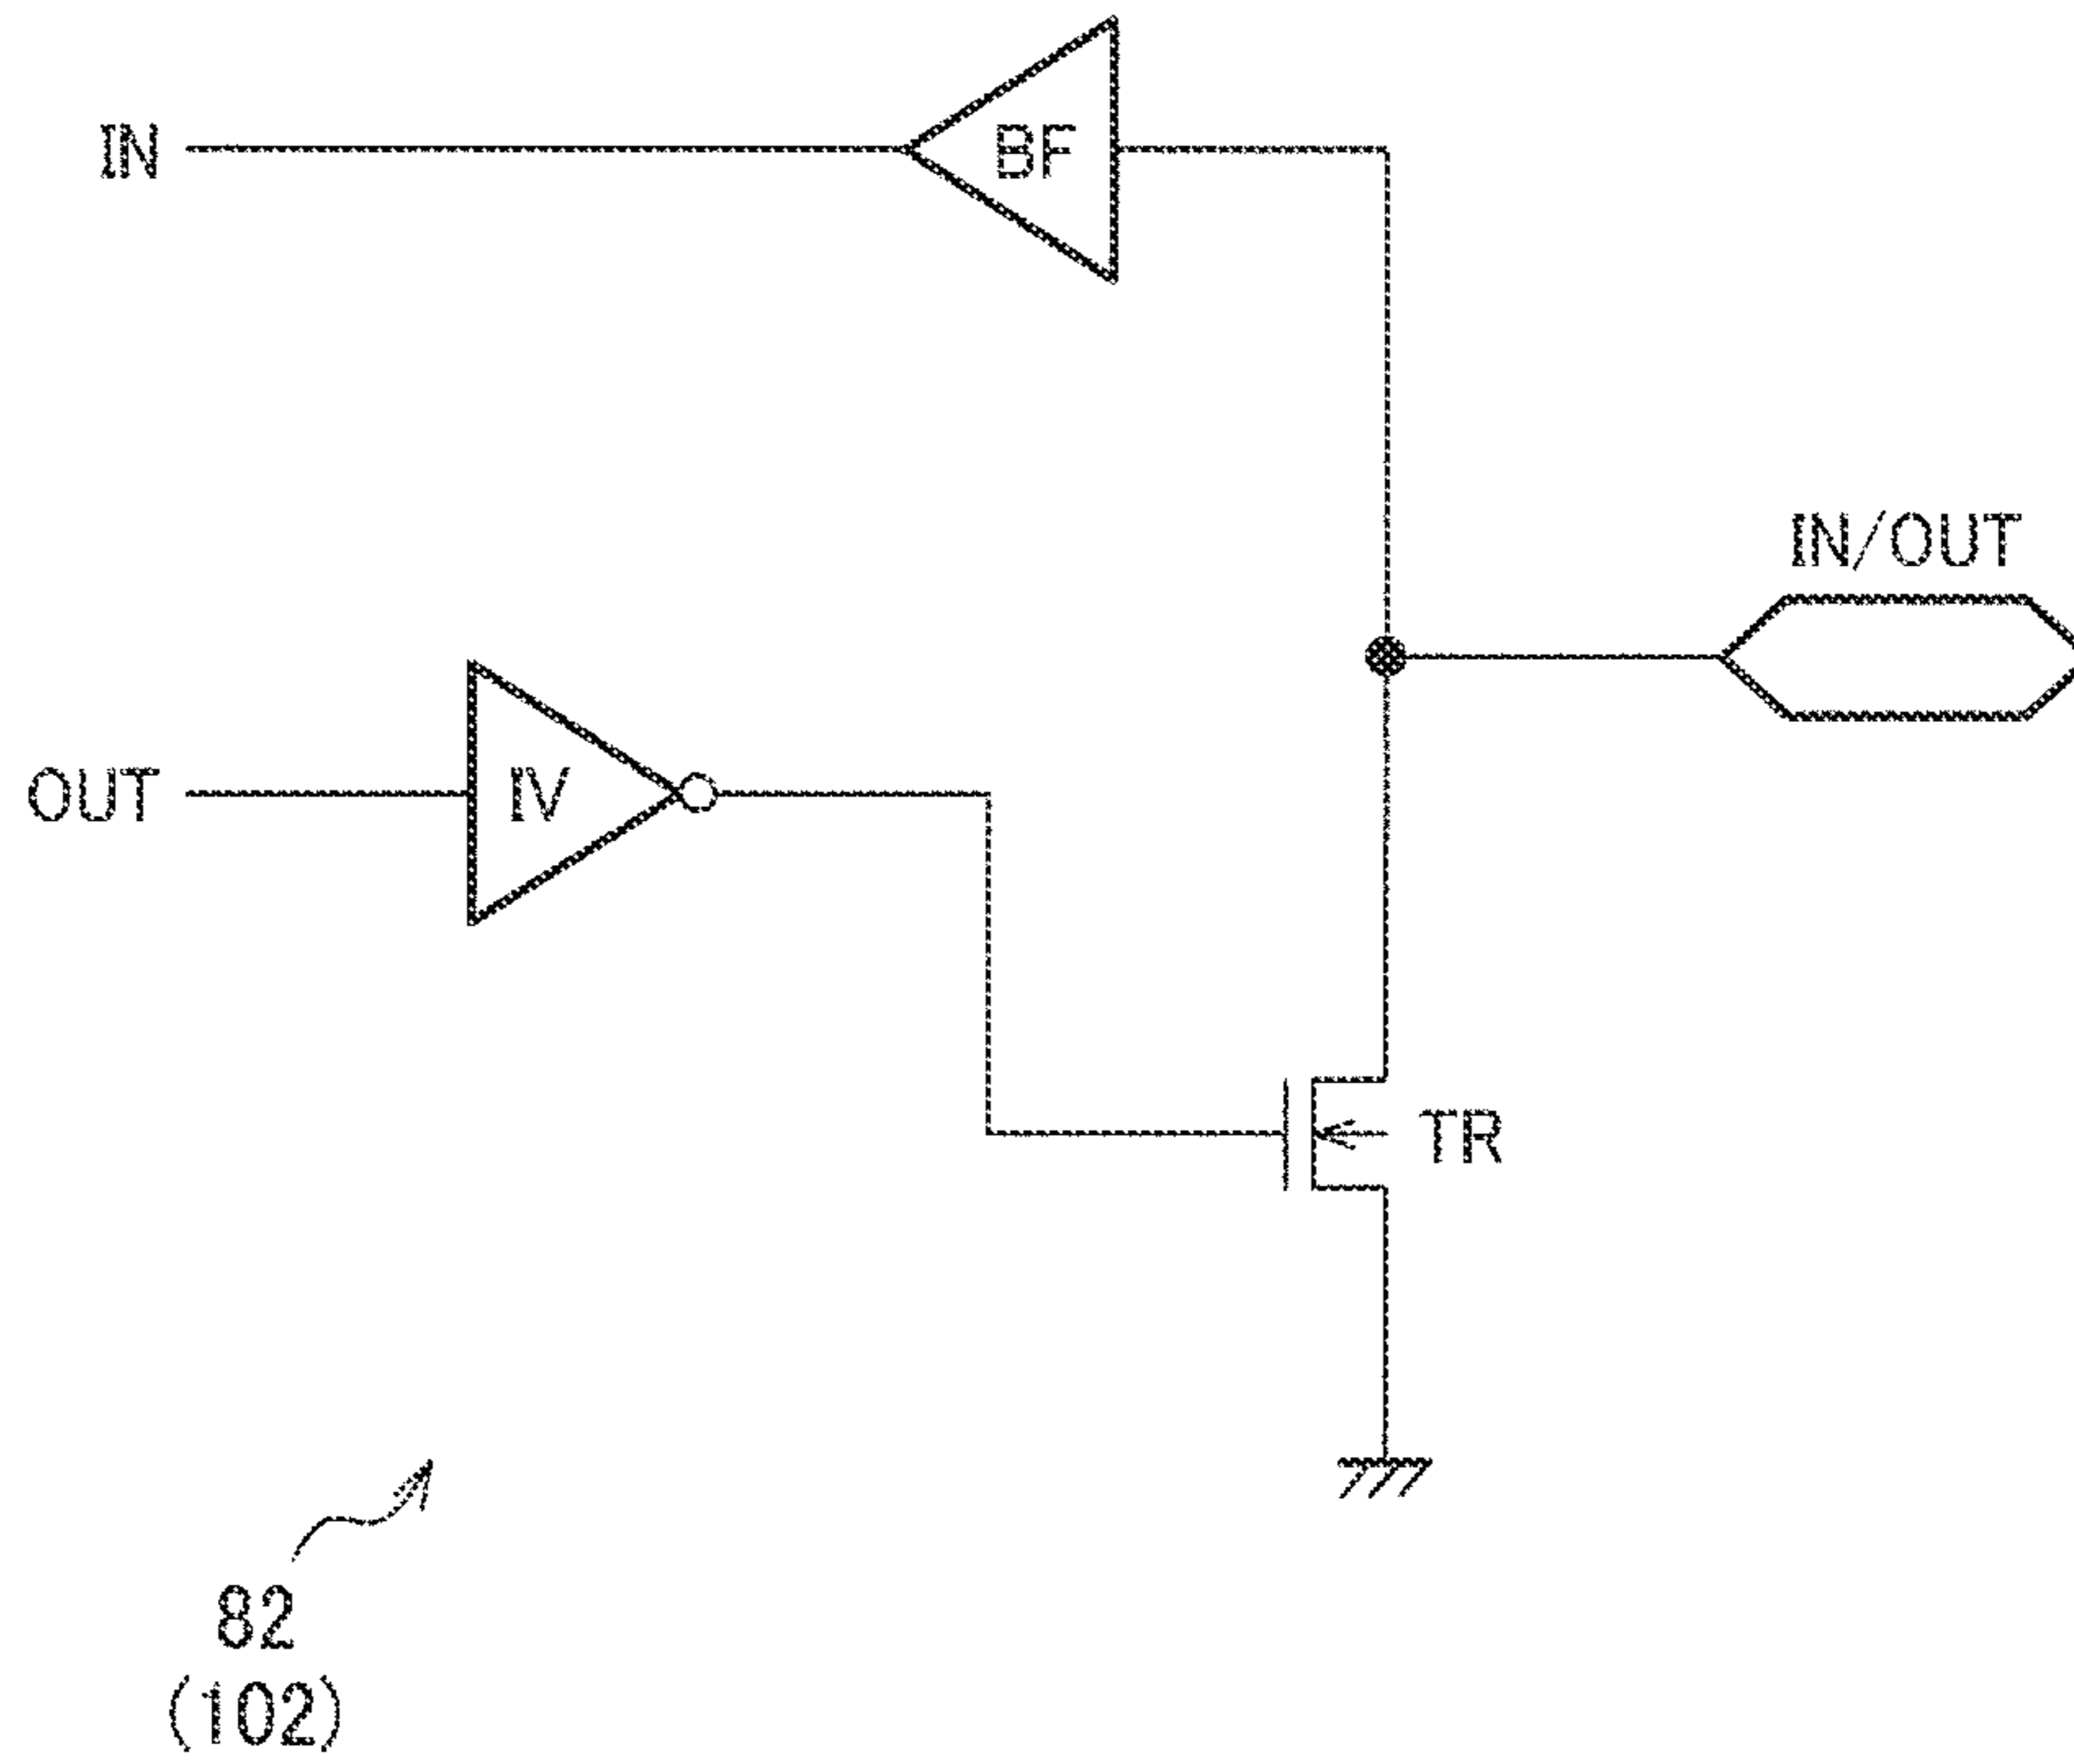 IN
BF
IN/OUT
OUT
IV
TR
82
(102)